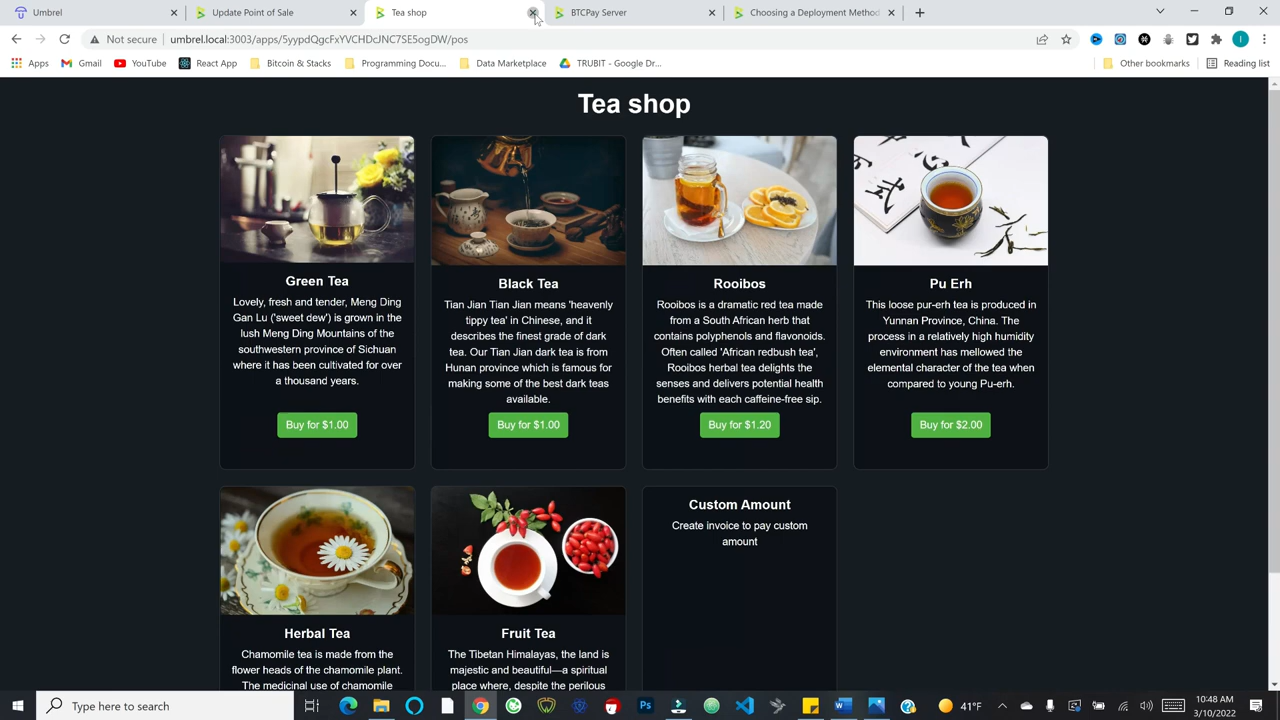 Umbrel
Update Point of Sale
Tea shop
BTCPay Server
Choosing a Deployment Method
Not secure
umbrel.local:3003/apps/5yypdQgcFxYVCHDcJNC7SE5ogDW/pos
Apps
Gmail
YouTube
React App
Bitcoin & Stacks
Programming Docu...
Data Marketplace
TRUBIT - Google Dr...
Other bookmarks
Reading list
Tea shop
Green Tea
Lovely, fresh and tender, Meng Ding
Gan Lu ('sweet dew') is grown in the
lush Meng Ding Mountains of the
southwestern province of Sichuan
where it has been cultivated for over
a thousand years.
Buy for $1.00
Black Tea
Tian Jian Tian Jian means 'heavenly
tippy tea' in Chinese, and it
describes the finest grade of dark
tea. Our Tian Jian dark tea is from
Hunan province which is famous for
making some of the best dark teas
available.
Buy for $1.00
Rooibos
Rooibos is a dramatic red tea made
from a South African herb that
contains polyphenols and flavonoids.
Often called 'African redbush tea',
Rooibos herbal tea delights the
senses and delivers potential health
benefits with each caffeine-free sip.
Buy for $1.20
Pu Erh
This loose pur-erh tea is produced in
Yunnan Province, China. The
process in a relatively high humidity
environment has mellowed the
elemental character of the tea when
compared to young Pu-erh.
Buy for $2.00
Herbal Tea
Chamomile tea is made from the
flower heads of the chamomile plant.
The medicinal use of chamomile
Fruit Tea
The Tibetan Himalayas, the land is
majestic and beautiful—a spiritual
place where, despite the perilous
Custom Amount
Create invoice to pay custom
amount
Type here to search
41°F
10:48 AM
3/10/2022